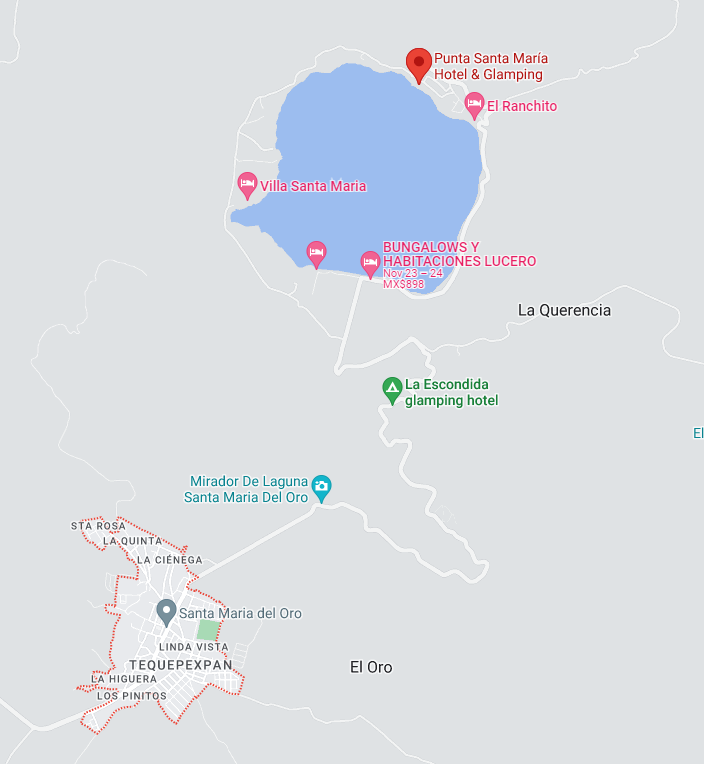 Punta Santa María
Hotel & Glamping
El Ranchito
Villa Santa Maria
BUNGALOWS Y
HABITACIONES LUCERO
Nov 23 – 24
MX$898
La Querencia
La Escondida
glamping hotel
El
Mirador De Laguna
Santa Maria Del Oro
STA ROSA
LA QUINTA
LA CIÉNEGA
Santa Maria del Oro
LINDA VISTA
TEQUEPEXPAN
El Oro
LA HIGUERA
LOS PINITOS